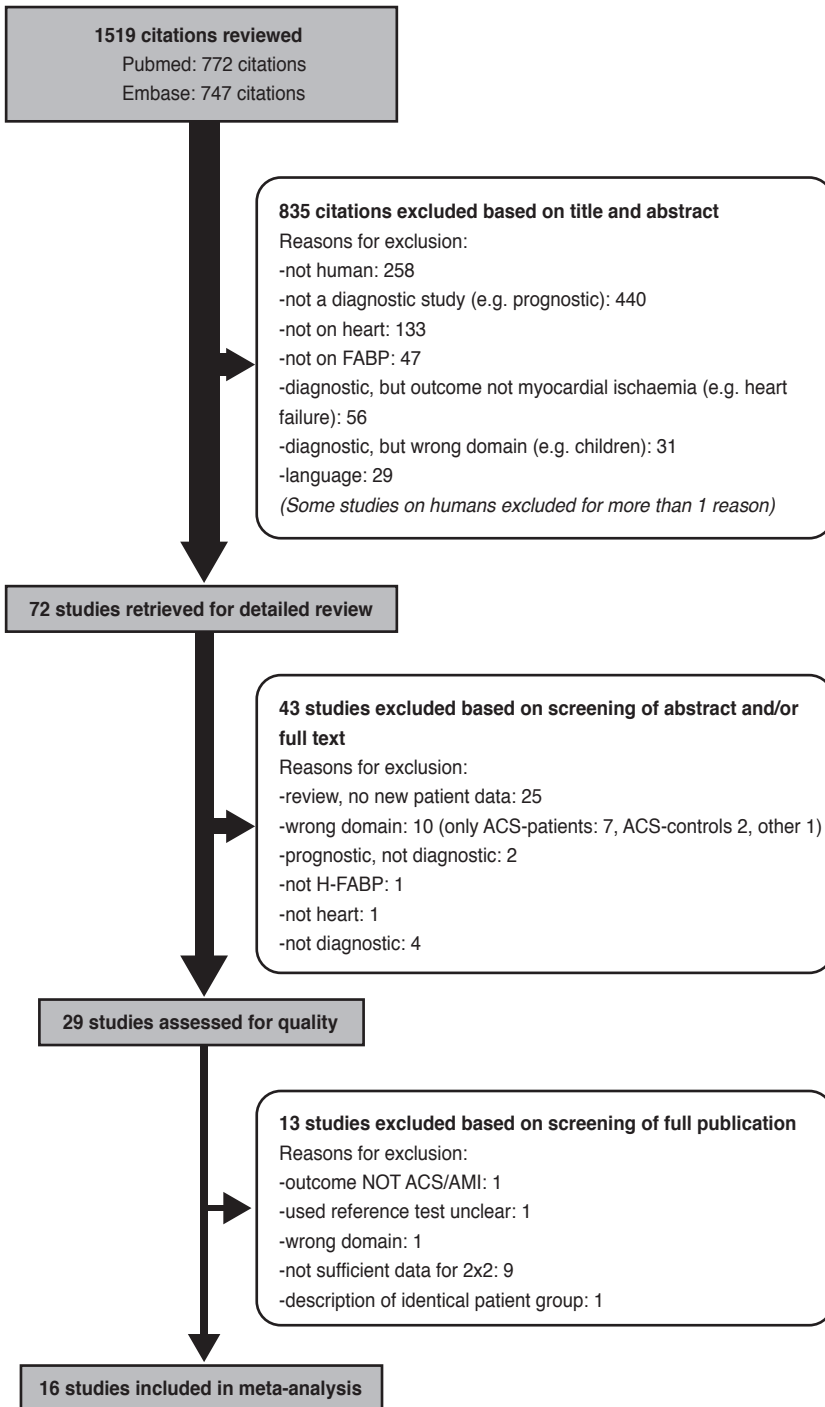 1519 citations reviewed
Pubmed: 772 citations
Embase: 747 citations
835 citations excluded based on title and abstract
Reasons for exclusion:
-not human: 258
-not a diagnostic study (e.g. prognostic): 440
-not on heart: 133
-not on FABP: 47
-diagnostic, but outcome not myocardial ischaemia (e.g. heart
failure): 56
-diagnostic, but wrong domain (e.g. children): 31
-language: 29
(Some studies on humans excluded for more than 1 reason)
72 studies retrieved for detailed review
43 studies excluded based on screening of abstract and/or
full text
Reasons for exclusion:
-review, no new patient data: 25
-wrong domain: 10 (only ACS-patients: 7, ACS-controls 2, other 1)
-prognostic, not diagnostic: 2
-not H-FABP: 1
-not heart: 1
-not diagnostic: 4
29 studies assessed for quality
13 studies excluded based on screening of full publication
Reasons for exclusion:
-outcome NOT ACS/AMI: 1
-used reference test unclear: 1
-wrong domain: 1
-not sufficient data for 2x2: 9
-description of identical patient group: 1
16 studies included in meta-analysis